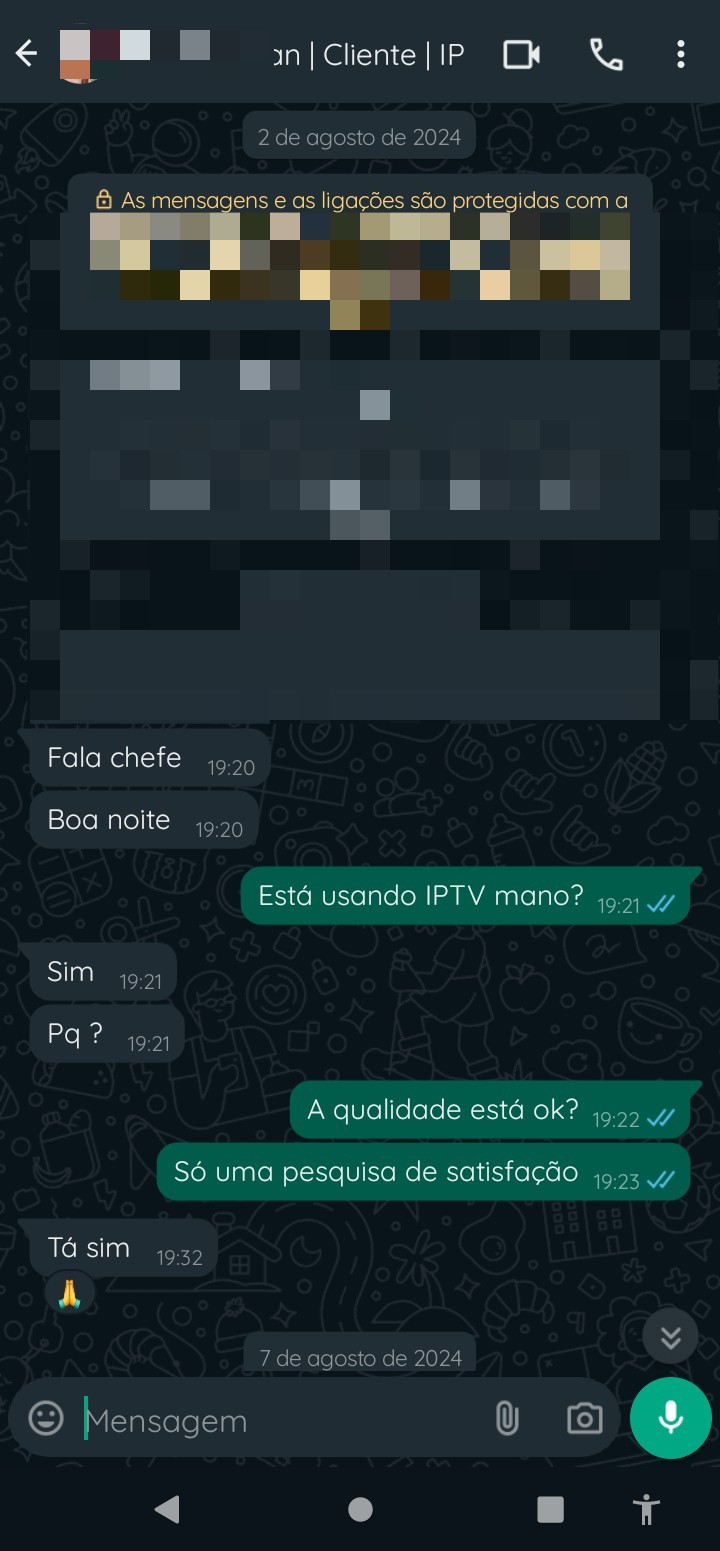 an | Cliente | IP
2 de agosto de 2024
As mensagens e as ligações são protegidas com a
Fala chefe 19:20
Boa noite 19:20
Está usando IPTV mano? 19:21
Sim 19:21
Pq ? 19:21
A qualidade está ok? 19:22
Só uma pesquisa de satisfação 19:23
Tá sim 19:32
🙏
7 de agosto de 2024
Mensagem